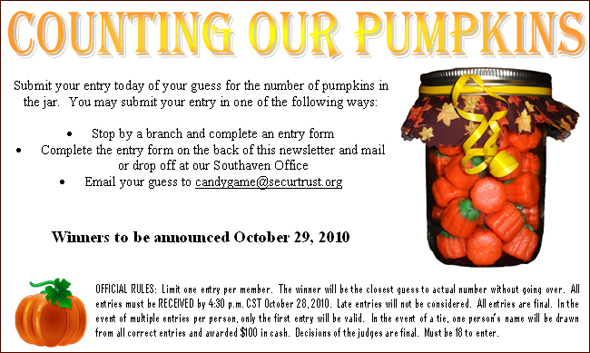 COUNTING OUR PUMPKINS
Submit your entry today of your guess for the number of pumpkins in
the jar. You may submit your entry in one of the following ways:
• Stop by a branch and complete an entry form
• Complete the entry form on the back of this newsletter and mail
or drop off at our Southaven Office
• Email your guess to candygame@securtrust.org
Winners to be announced October 29, 2010
OFFICIAL RULES: Limit one entry per member. The winner will be the closest guess to actual number without going over. All
entries must be RECEIVED by 4:30 p.m. CST October 28, 2010. Late entries will not be considered. All entries are final. In the
event of multiple entries per person, only the first entry will be valid. In the event of a tie, one person's name will be drawn
from all correct entries and awarded $100 in cash. Decisions of the judges are final. Must be 18 to enter.